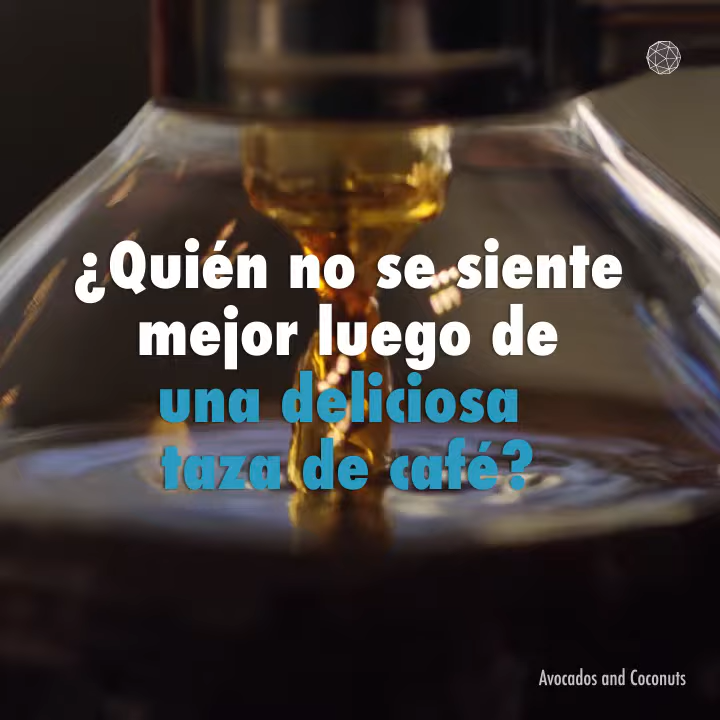 ¿Quién no se siente
mejor luego de
una deliciosa
taza de café?
Avocados and Coconuts